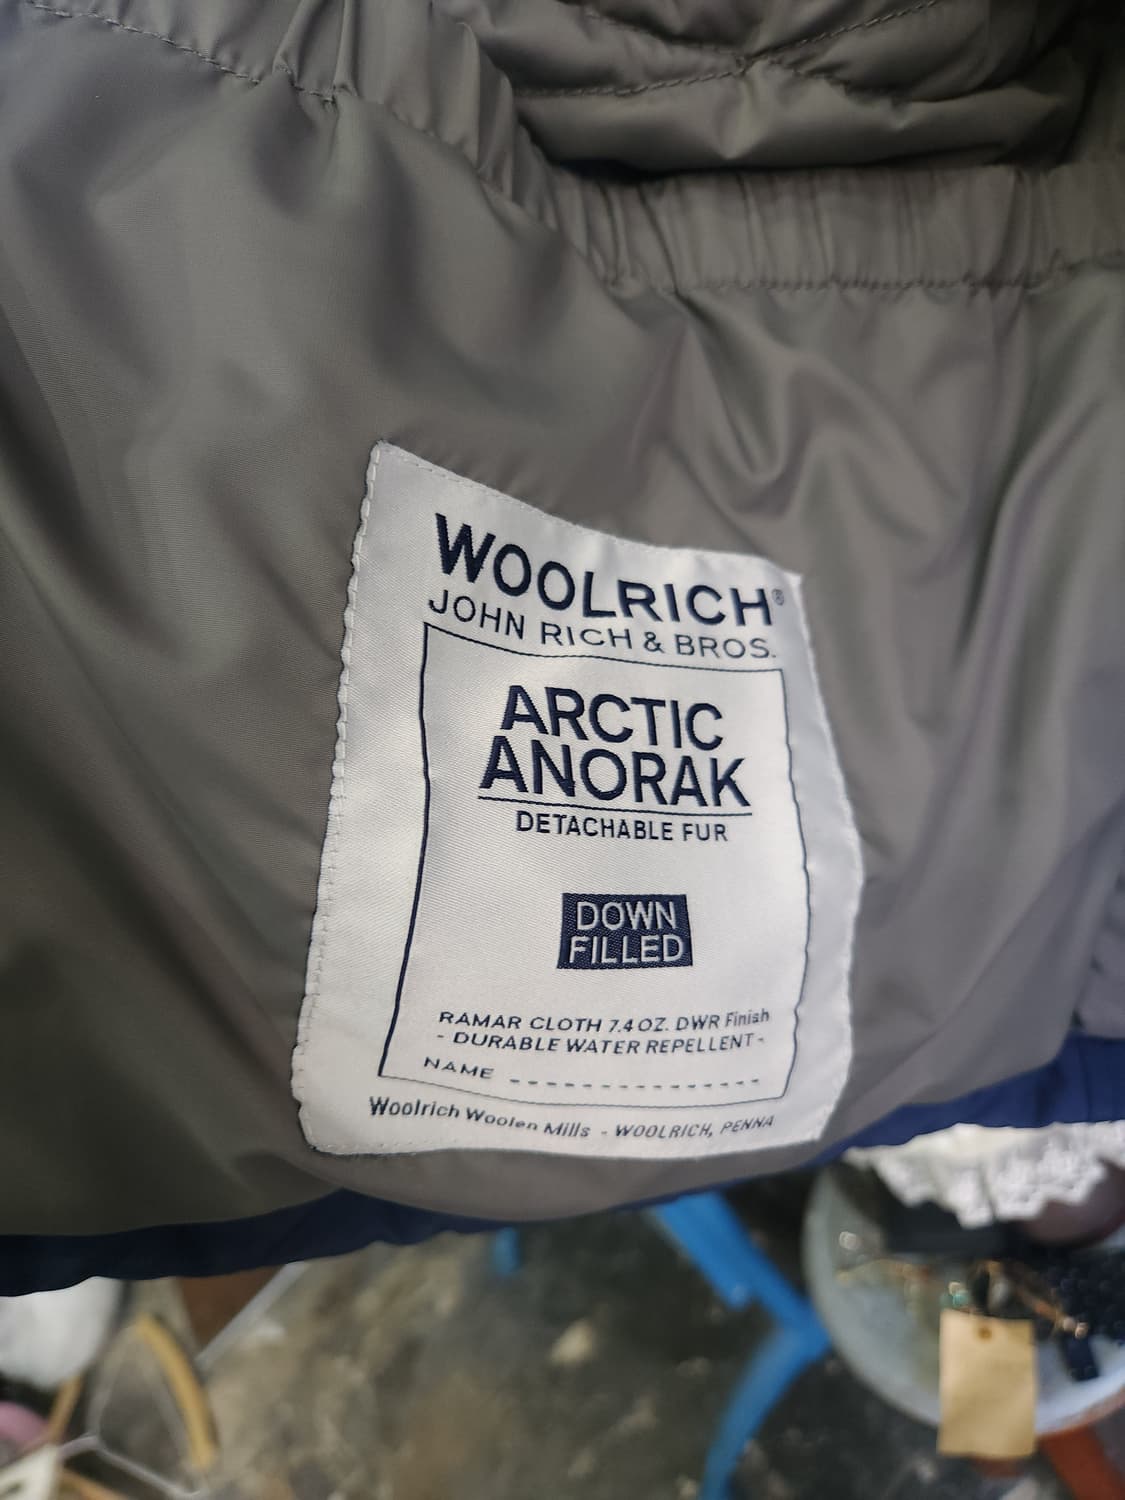 WOOLRICH®
JOHN RICH & BROS.
ARCTIC
ANORAK
DETACHABLE FUR
DOWN
FILLED
RAMAR CLOTH 7.4 OZ. DWR Finish
- DURABLE WATER REPELLENT -
NAME ---------------
Woolrich Woolen Mills - WOOLRICH, PENNA